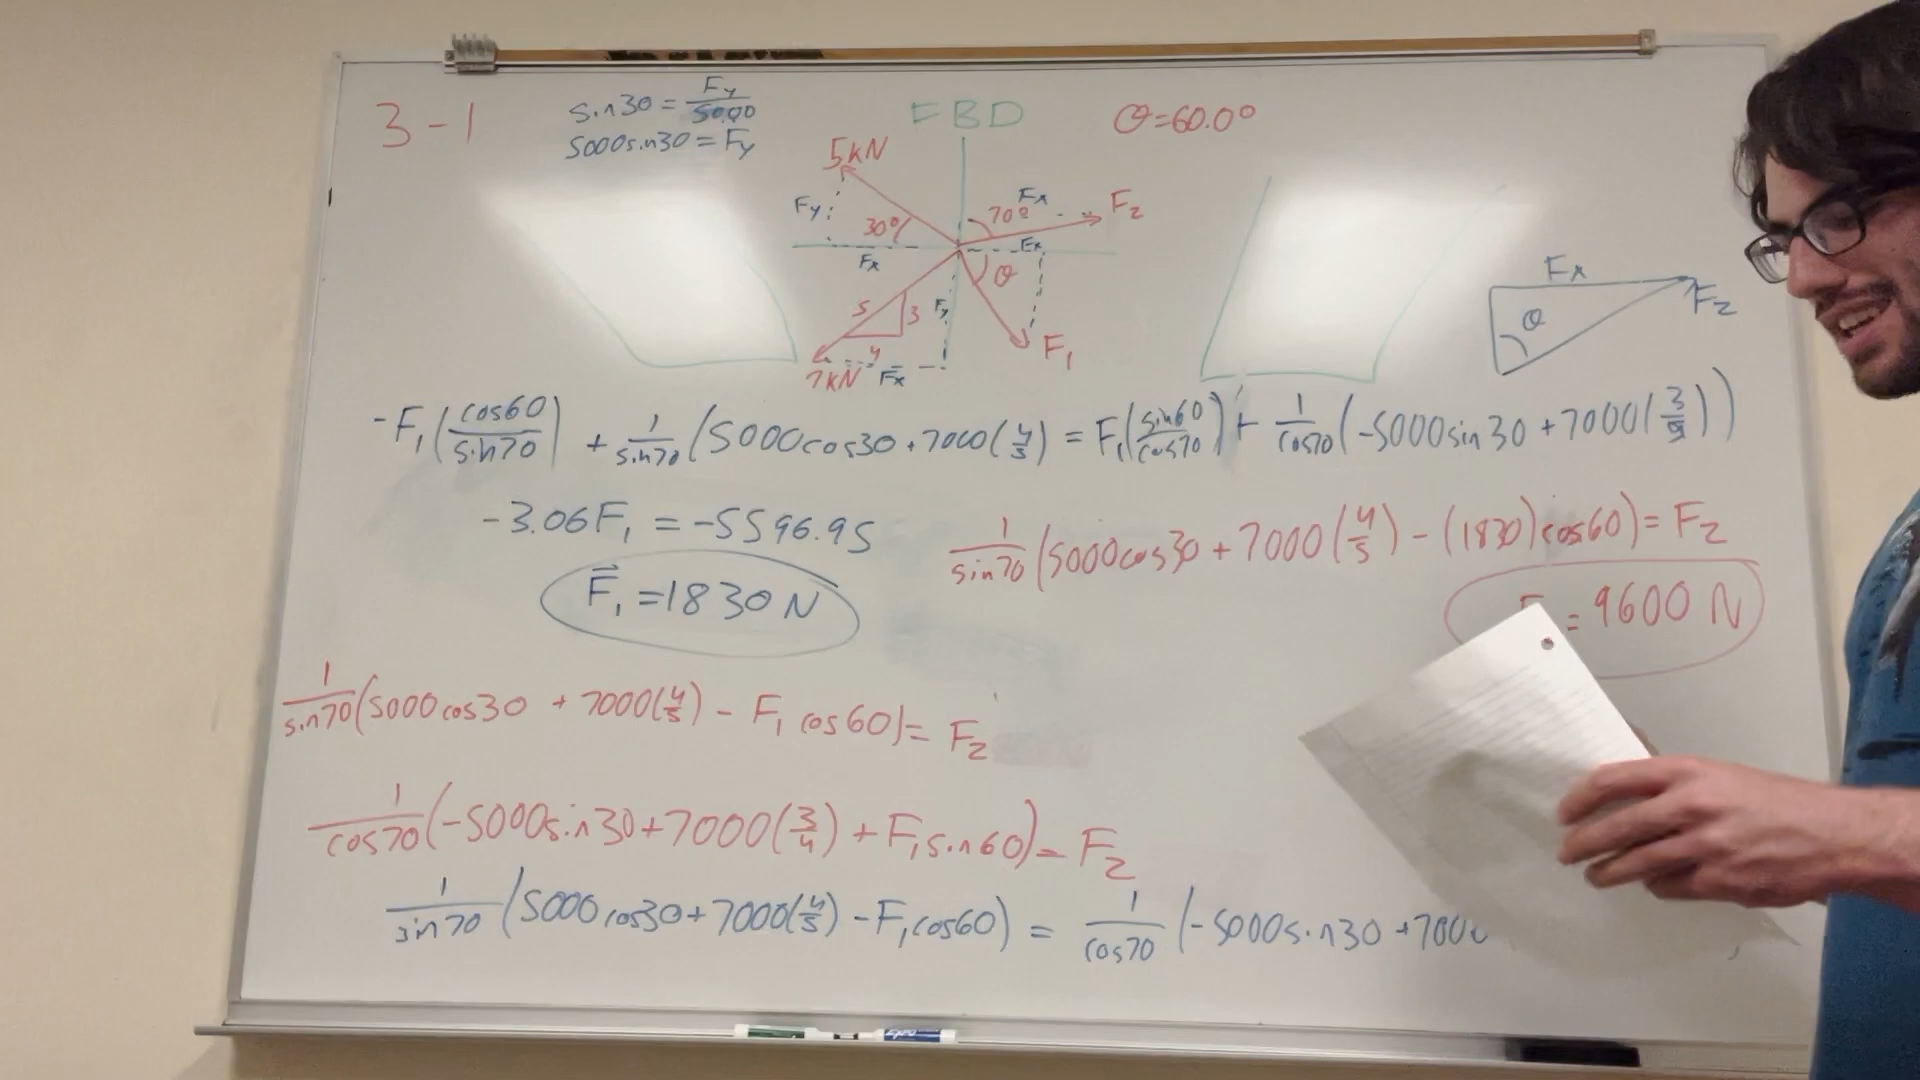 3-1
sin30 = Fy/5000
5000sin30 = Fy
FBD
θ=60.0°
5kN
Fy
30°
Fx
70°
Fx
F2
Fx
θ
F1
5
3
4
Fy
7kN
Fx
Fx
θ
F2
-F1(cos60/sin70) + 1/sin70(5000cos30+7000(4/5) = F1(sin60/cos70) + 1/cos70(-5000sin30+7000(3/5))
-3.06F1 = -5596.95
F1 = 1830 N
1/sin70(5000cos30+7000(4/5)-(1830)cos60) = F2
= 9600 N
1/sin70(5000cos30 + 7000(4/5) - F1 cos60) = F2
1/cos70(-5000sin30+7000(3/4) + F1sin60) = F2
1/sin70(5000cos30+7000(4/5) - F1cos60) = 1/cos70(-5000sin30+700